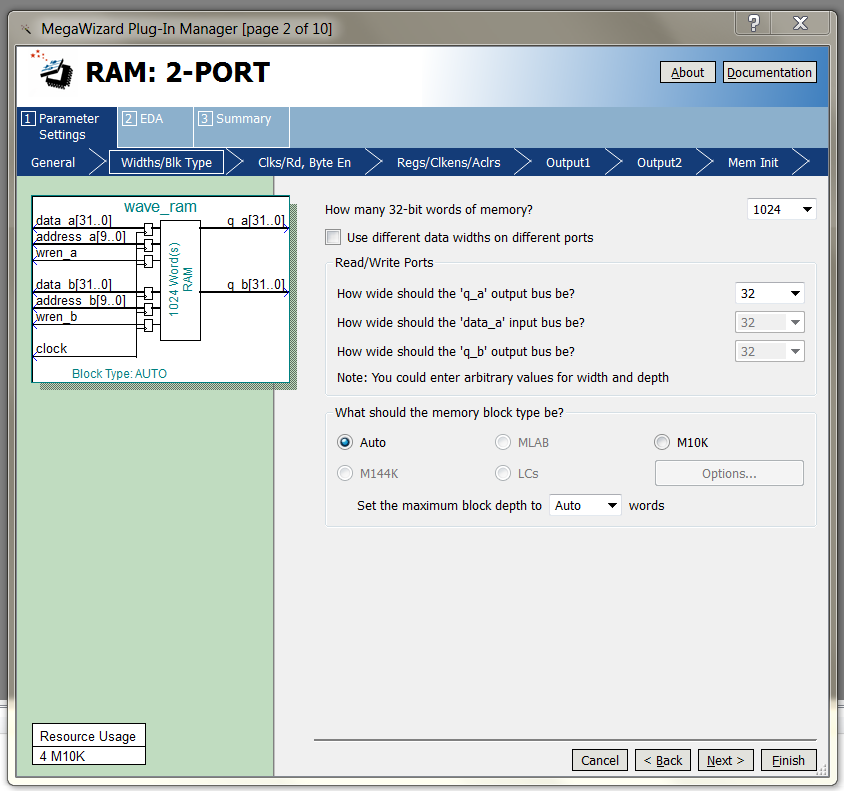 MegaWizard Plug-In Manager [page 2 of 10]
?
RAM: 2-PORT
About
Documentation
1 Parameter Settings
2 EDA
3 Summary
General
Widths/Blk Type
Clks/Rd, Byte En
Regs/Clkens/Aclrs
Output1
Output2
Mem Init
wave_ram
data_a[31..0]
q_a[31..0]
address_a[9..0]
wren_a
data_b[31..0]
q_b[31..0]
address_b[9..0]
wren_b
clock
1024 Word(s)
RAM
Block Type: AUTO
How many 32-bit words of memory?
1024
Use different data widths on different ports
Read/Write Ports
How wide should the 'q_a' output bus be?
32
How wide should the 'data_a' input bus be?
32
How wide should the 'q_b' output bus be?
32
Note: You could enter arbitrary values for width and depth
What should the memory block type be?
Auto
MLAB
M10K
M144K
LCs
Options...
Set the maximum block depth to
Auto
words
Resource Usage
4 M10K
Cancel
< Back
Next >
Finish